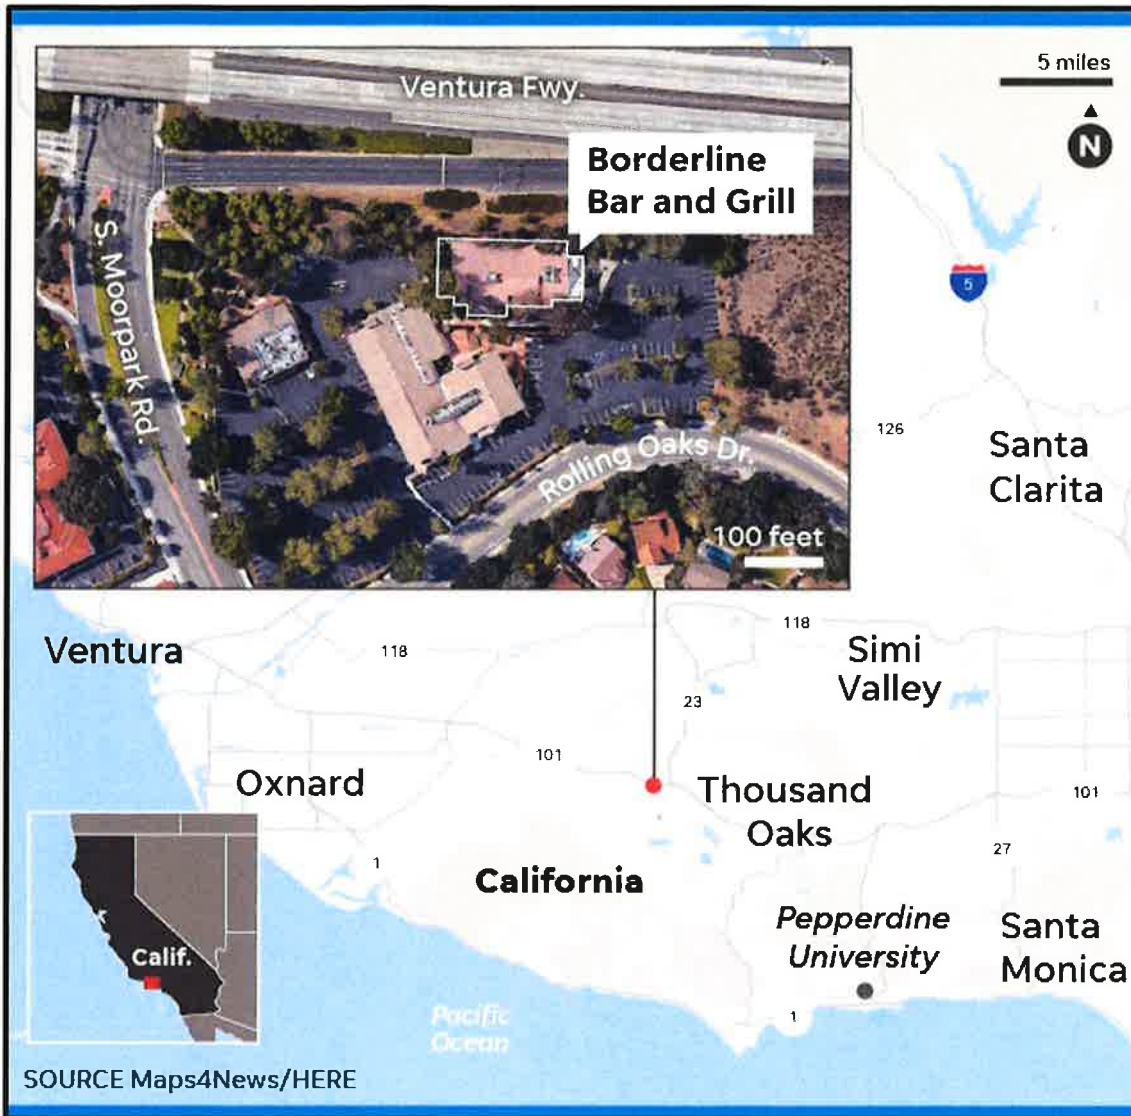 Ventura Fwy.
5 miles
N
Borderline
Bar and Grill
S. Moorpark Rd.
5
126
Santa
Clarita
Rolling Oaks Dr.
100 feet
Ventura
118
118
Simi
Valley
23
101
Oxnard
Thousand
Oaks
101
1
California
27
Pepperdine
University
Santa
Monica
Calif.
Pacific
Ocean
1
SOURCE Maps4News/HERE